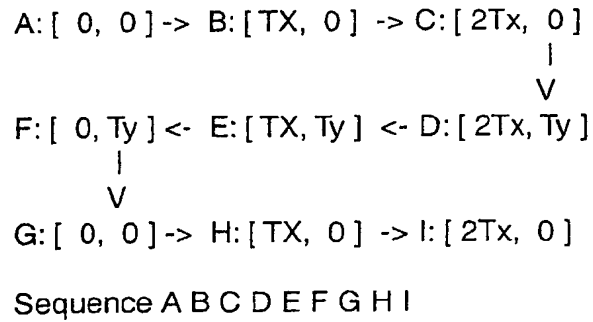 A: [ 0, 0 ] -> B: [ TX, 0 ] -> C: [ 2Tx, 0 ]
|
V
F: [ 0, Ty ] <- E: [ TX, Ty ] <- D: [ 2Tx, Ty ]
|
V
G: [ 0, 0 ] -> H: [ TX, 0 ] -> I: [ 2Tx, 0 ]
Sequence A B C D E F G H I